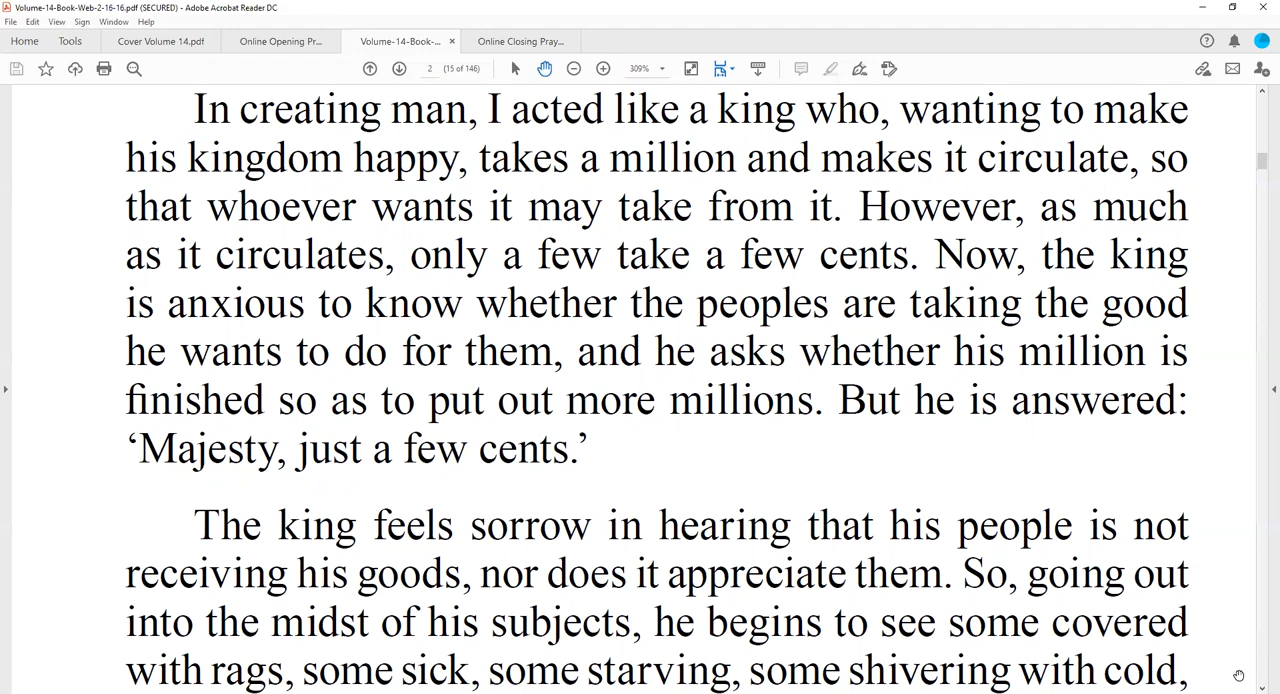 Volume-14-Book-Web-2-16-16.pdf (SECURED) - Adobe Acrobat Reader DC
File Edit View Sign Window Help
Home Tools Cover Volume 14.pdf Online Opening Pr... Volume-14-Book-... × Online Closing Pray...
2 (15 of 146) 309%
In creating man, I acted like a king who, wanting to make
his kingdom happy, takes a million and makes it circulate, so
that whoever wants it may take from it. However, as much
as it circulates, only a few take a few cents. Now, the king
is anxious to know whether the peoples are taking the good
he wants to do for them, and he asks whether his million is
finished so as to put out more millions. But he is answered:
‘Majesty, just a few cents.’
The king feels sorrow in hearing that his people is not
receiving his goods, nor does it appreciate them. So, going out
into the midst of his subjects, he begins to see some covered
with rags, some sick, some starving, some shivering with cold,